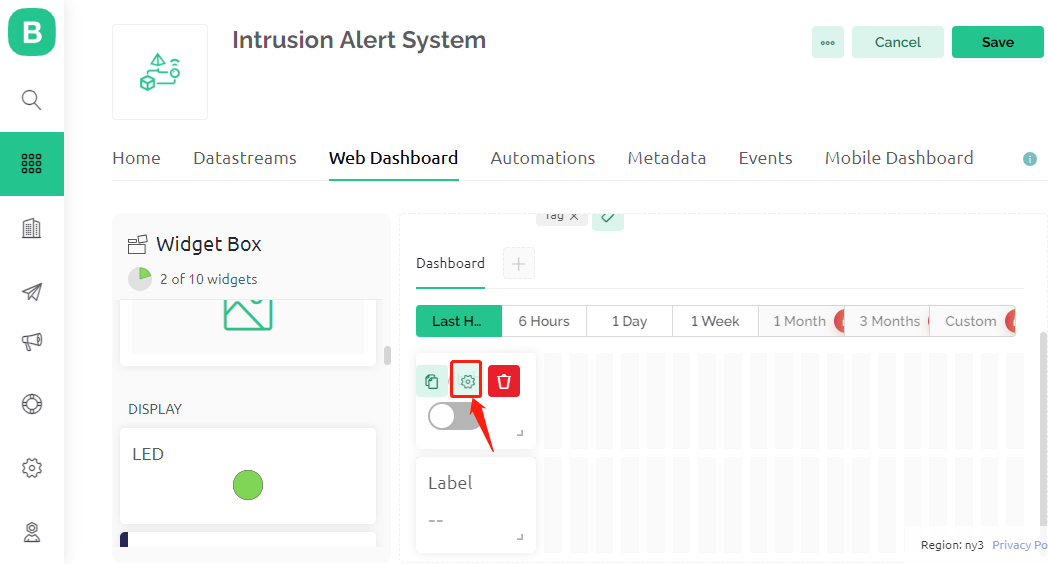 B
Intrusion Alert System
Cancel
Save
Home Datastreams Web Dashboard Automations Metadata Events Mobile Dashboard
Widget Box
2 of 10 widgets
Tag
Dashboard
Last H... 6 Hours 1 Day 1 Week 1 Month 3 Months Custom
DISPLAY
LED
Label
--
Region: ny3 Privacy Po